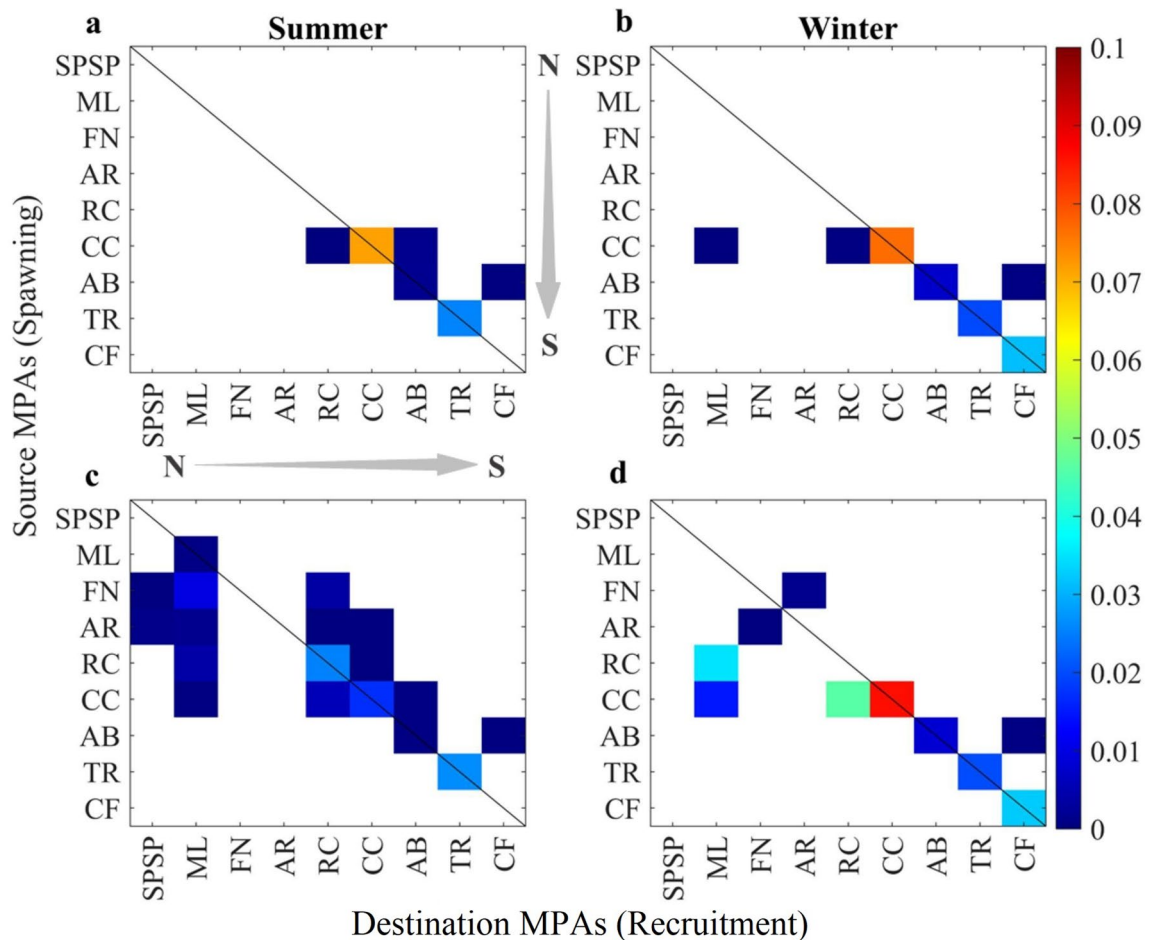 a Summer
b Winter
Source MPAs (Spawning)
SPSP
ML
FN
AR
RC
CC
AB
TR
CF
SPSP ML FN AR RC CC AB TR CF
N
S
SPSP
ML
FN
AR
RC
CC
AB
TR
CF
SPSP ML FN AR RC CC AB TR CF
0.1
0.09
0.08
0.07
0.06
0.05
0.04
0.03
0.02
0.01
0
N S
c
SPSP
ML
FN
AR
RC
CC
AB
TR
CF
SPSP ML FN AR RC CC AB TR CF
d
SPSP
ML
FN
AR
RC
CC
AB
TR
CF
SPSP ML FN AR RC CC AB TR CF
Destination MPAs (Recruitment)